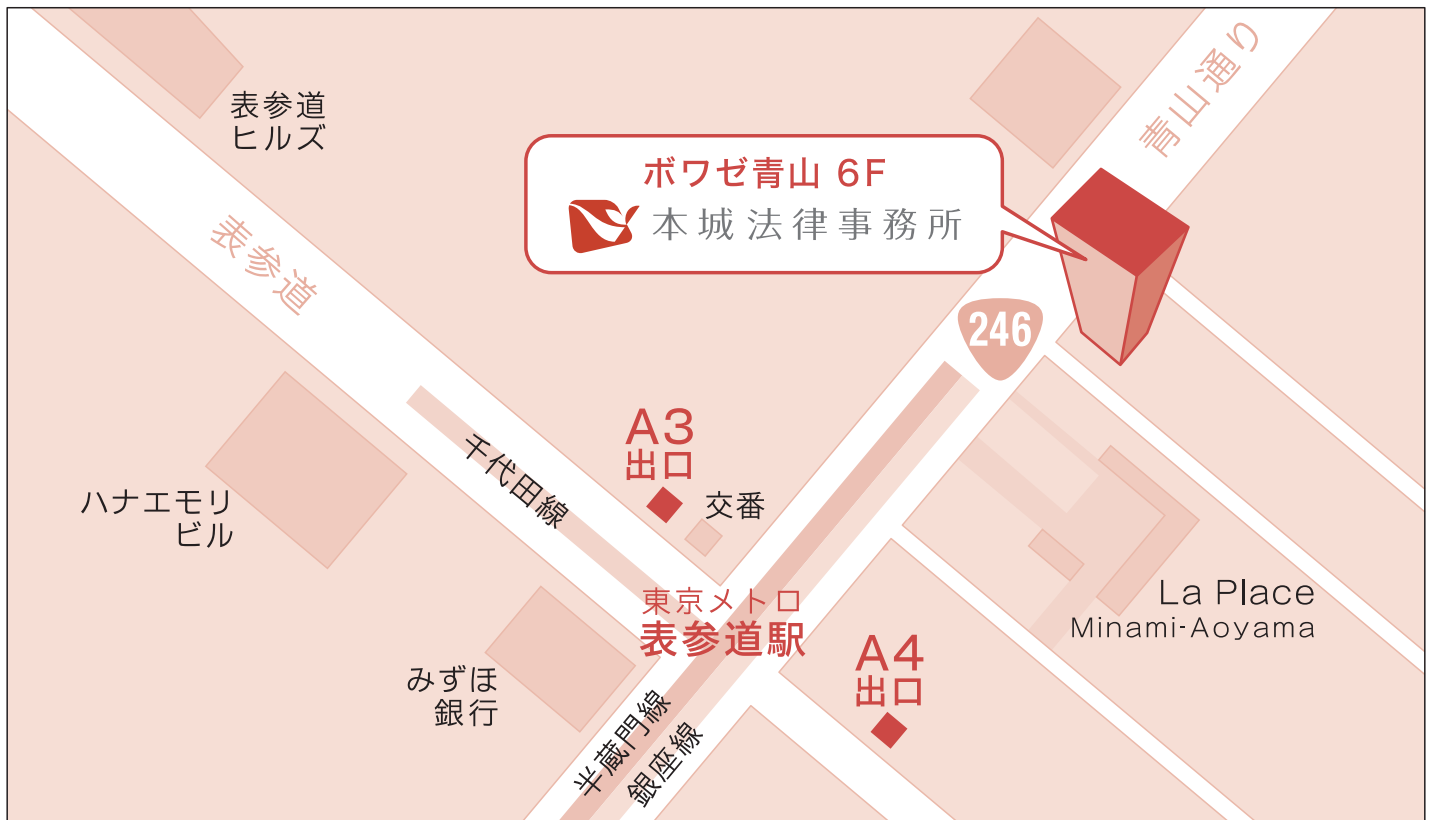 表参道
ヒルズ
青山通り
ボワゼ青山 6F
本城法律事務所
表参道
246
A3
出口
千代田線
交番
ハナエモリ
ビル
東京メトロ
表参道駅
La Place
Minami-Aoyama
A4
出口
みずほ
銀行
半蔵門線
銀座線